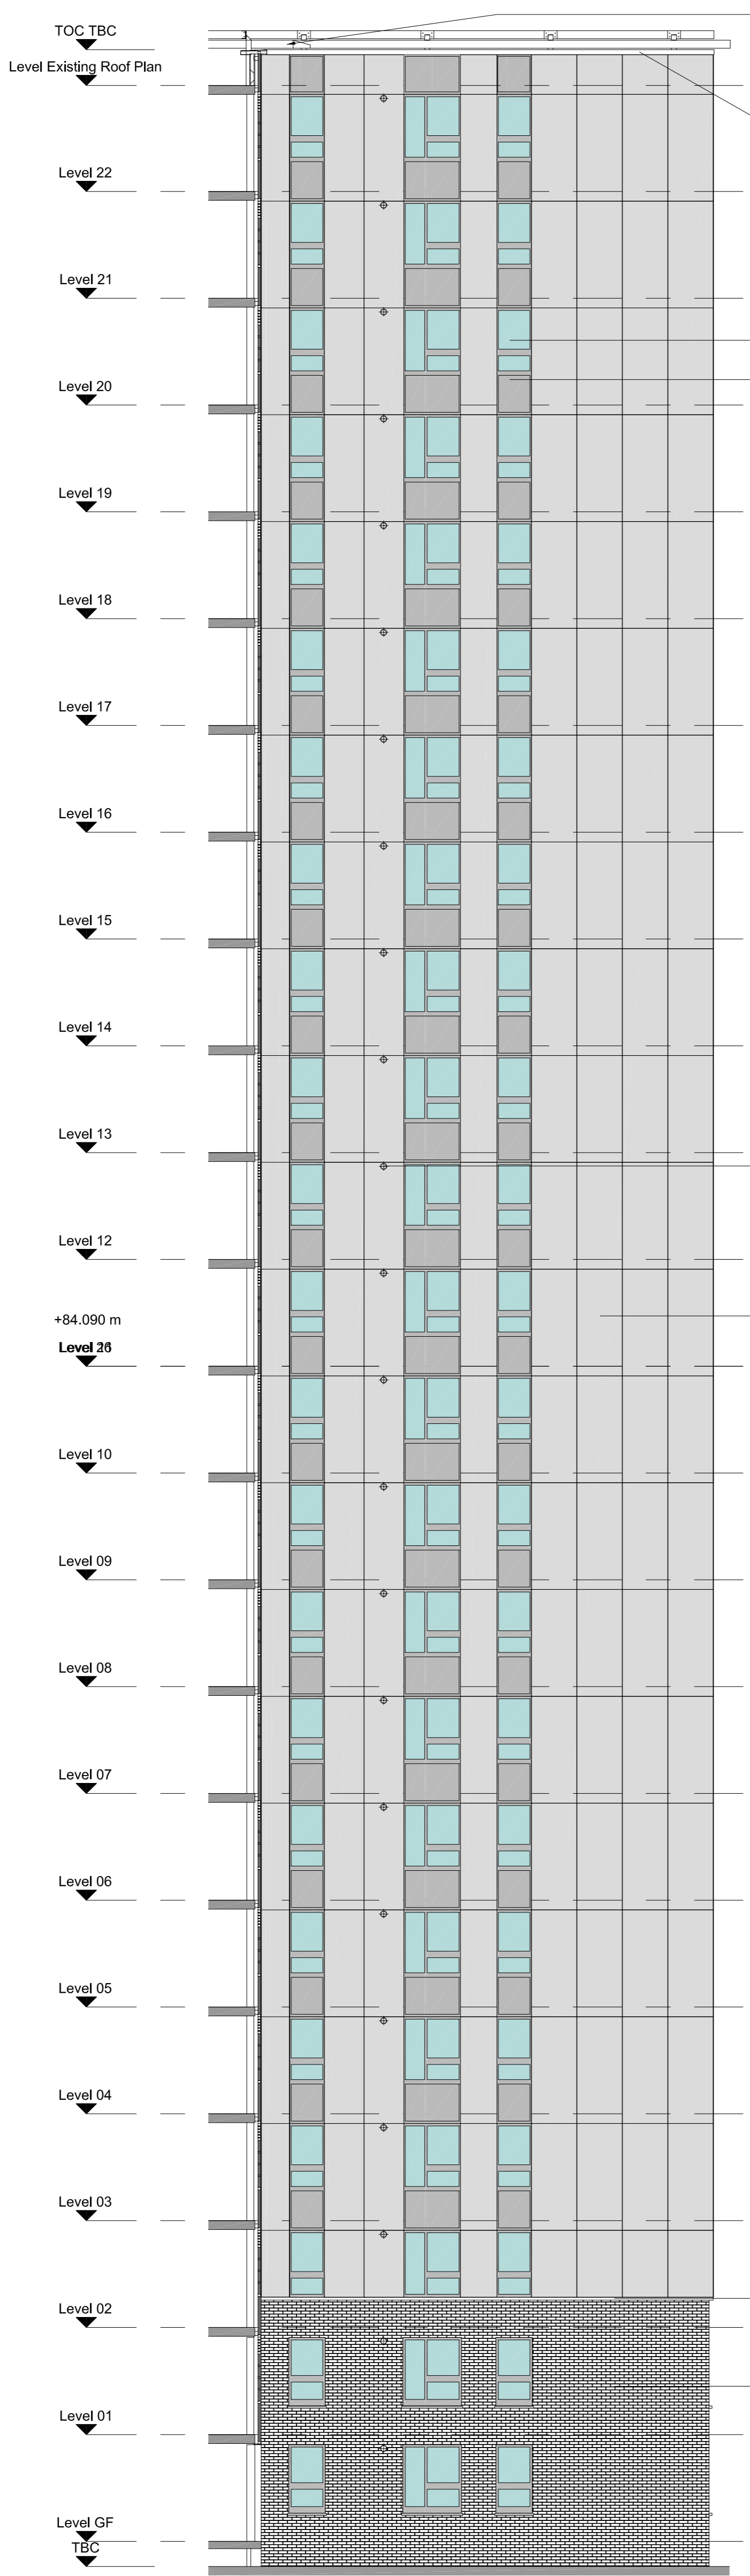 TOC TBC
Level Existing Roof Plan
Level 22
Level 21
Level 20
Level 19
Level 18
Level 17
Level 16
Level 15
Level 14
Level 13
Level 12
+84.090 m
Level
Level 10
Level 09
Level 08
Level 07
Level 06
Level 05
Level 04
Level 03
Level 02
Level 01
Level GF
TBC